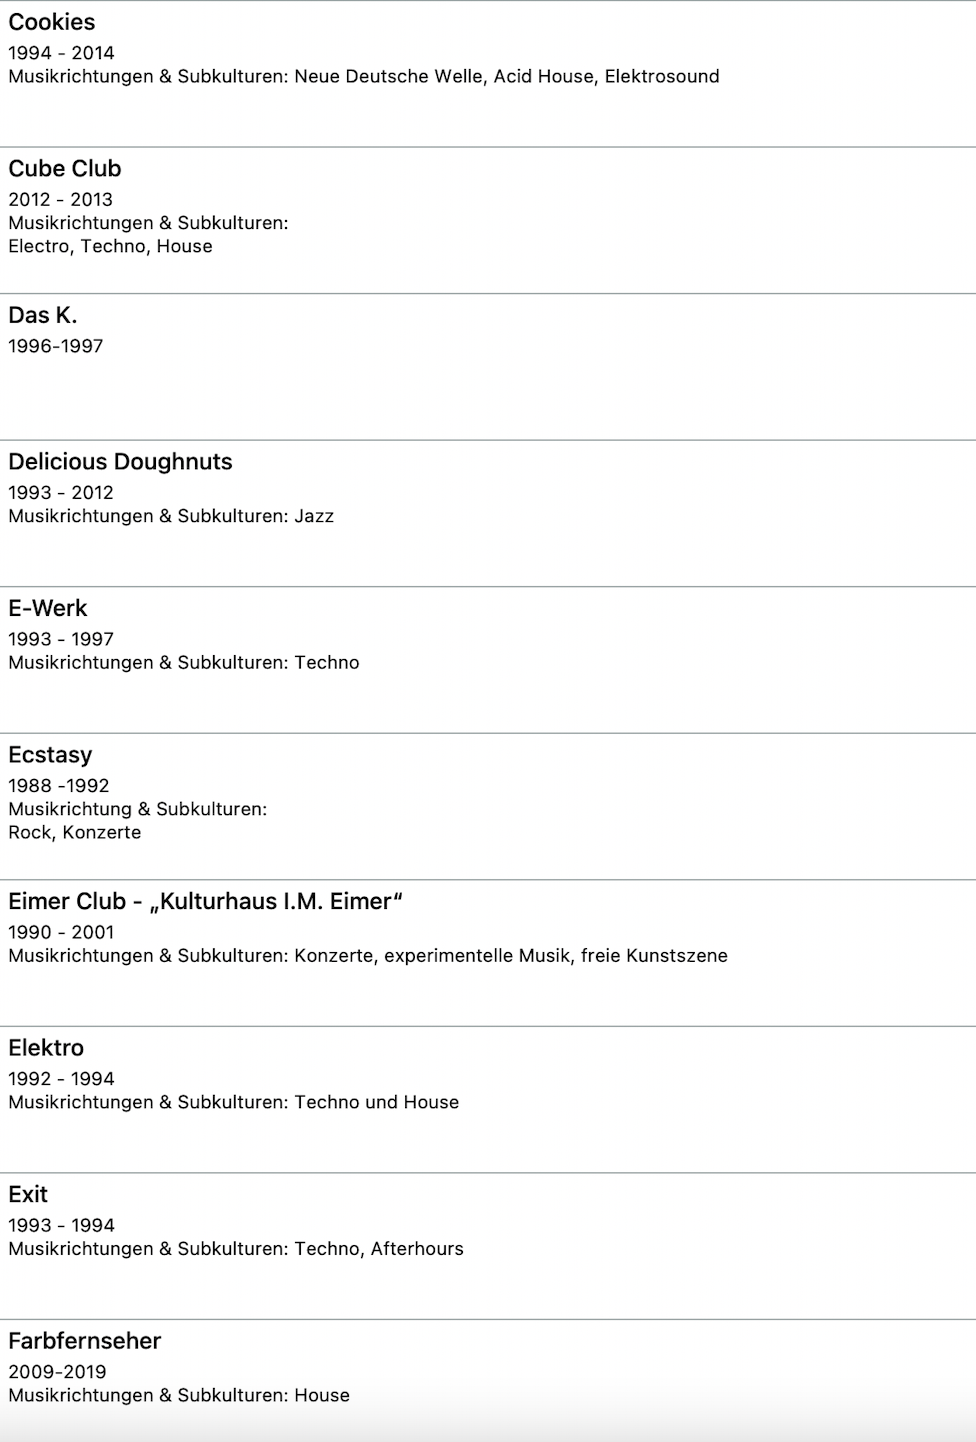 Cookies
1994 - 2014
Musikrichtungen & Subkulturen: Neue Deutsche Welle, Acid House, Elektrosound
Cube Club
2012 - 2013
Musikrichtungen & Subkulturen:
Electro, Techno, House
Das K.
1996-1997
Delicious Doughnuts
1993 - 2012
Musikrichtungen & Subkulturen: Jazz
E-Werk
1993 - 1997
Musikrichtungen & Subkulturen: Techno
Ecstasy
1988 -1992
Musikrichtung & Subkulturen:
Rock, Konzerte
Eimer Club - „Kulturhaus I.M. Eimer“
1990 - 2001
Musikrichtungen & Subkulturen: Konzerte, experimentelle Musik, freie Kunstszene
Elektro
1992 - 1994
Musikrichtungen & Subkulturen: Techno und House
Exit
1993 - 1994
Musikrichtungen & Subkulturen: Techno, Afterhours
Farbfernseher
2009-2019
Musikrichtungen & Subkulturen: House